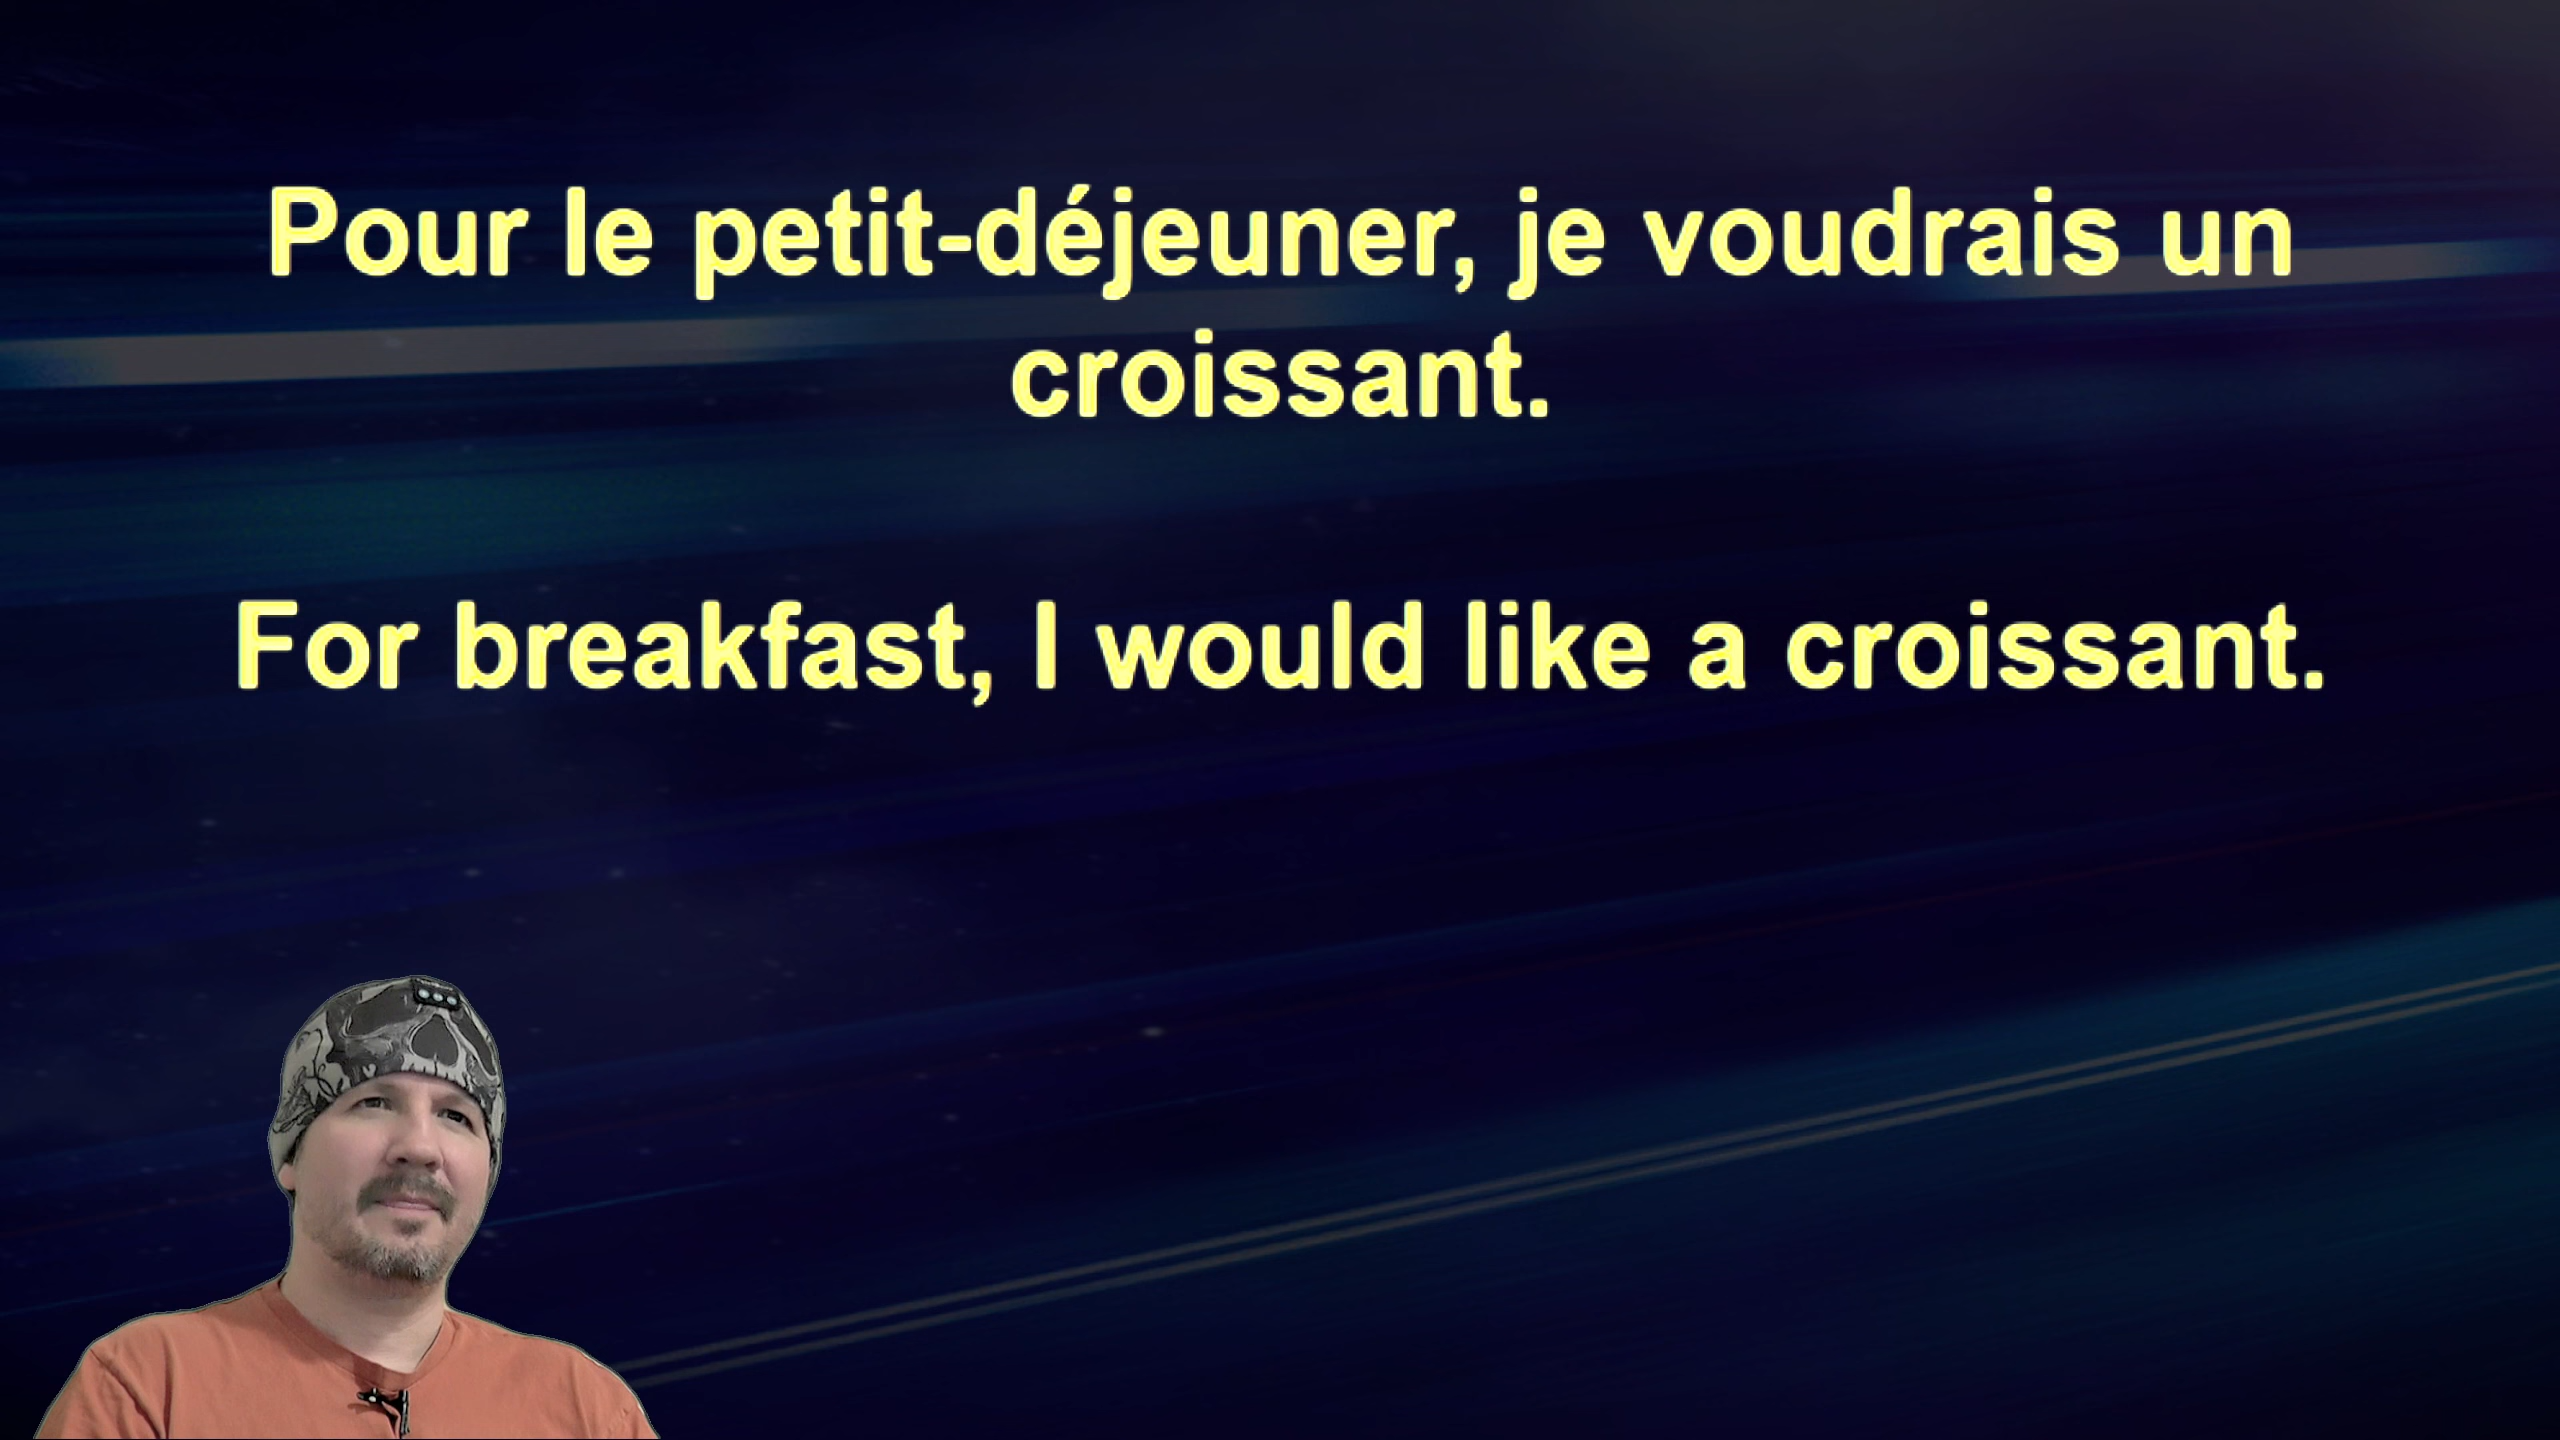 Pour le petit-déjeuner, je voudrais un
croissant.
For breakfast, I would like a croissant.